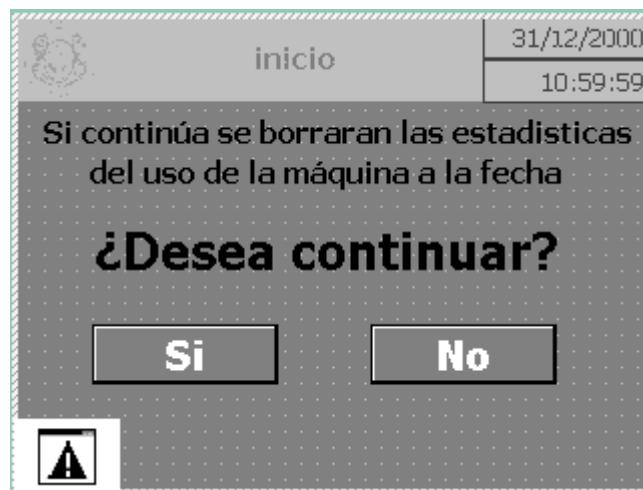 inicio
31/12/2000
10:59:59
Si continúa se borraran las estadisticas
del uso de la máquina a la fecha
¿Desea continuar?
Si
No